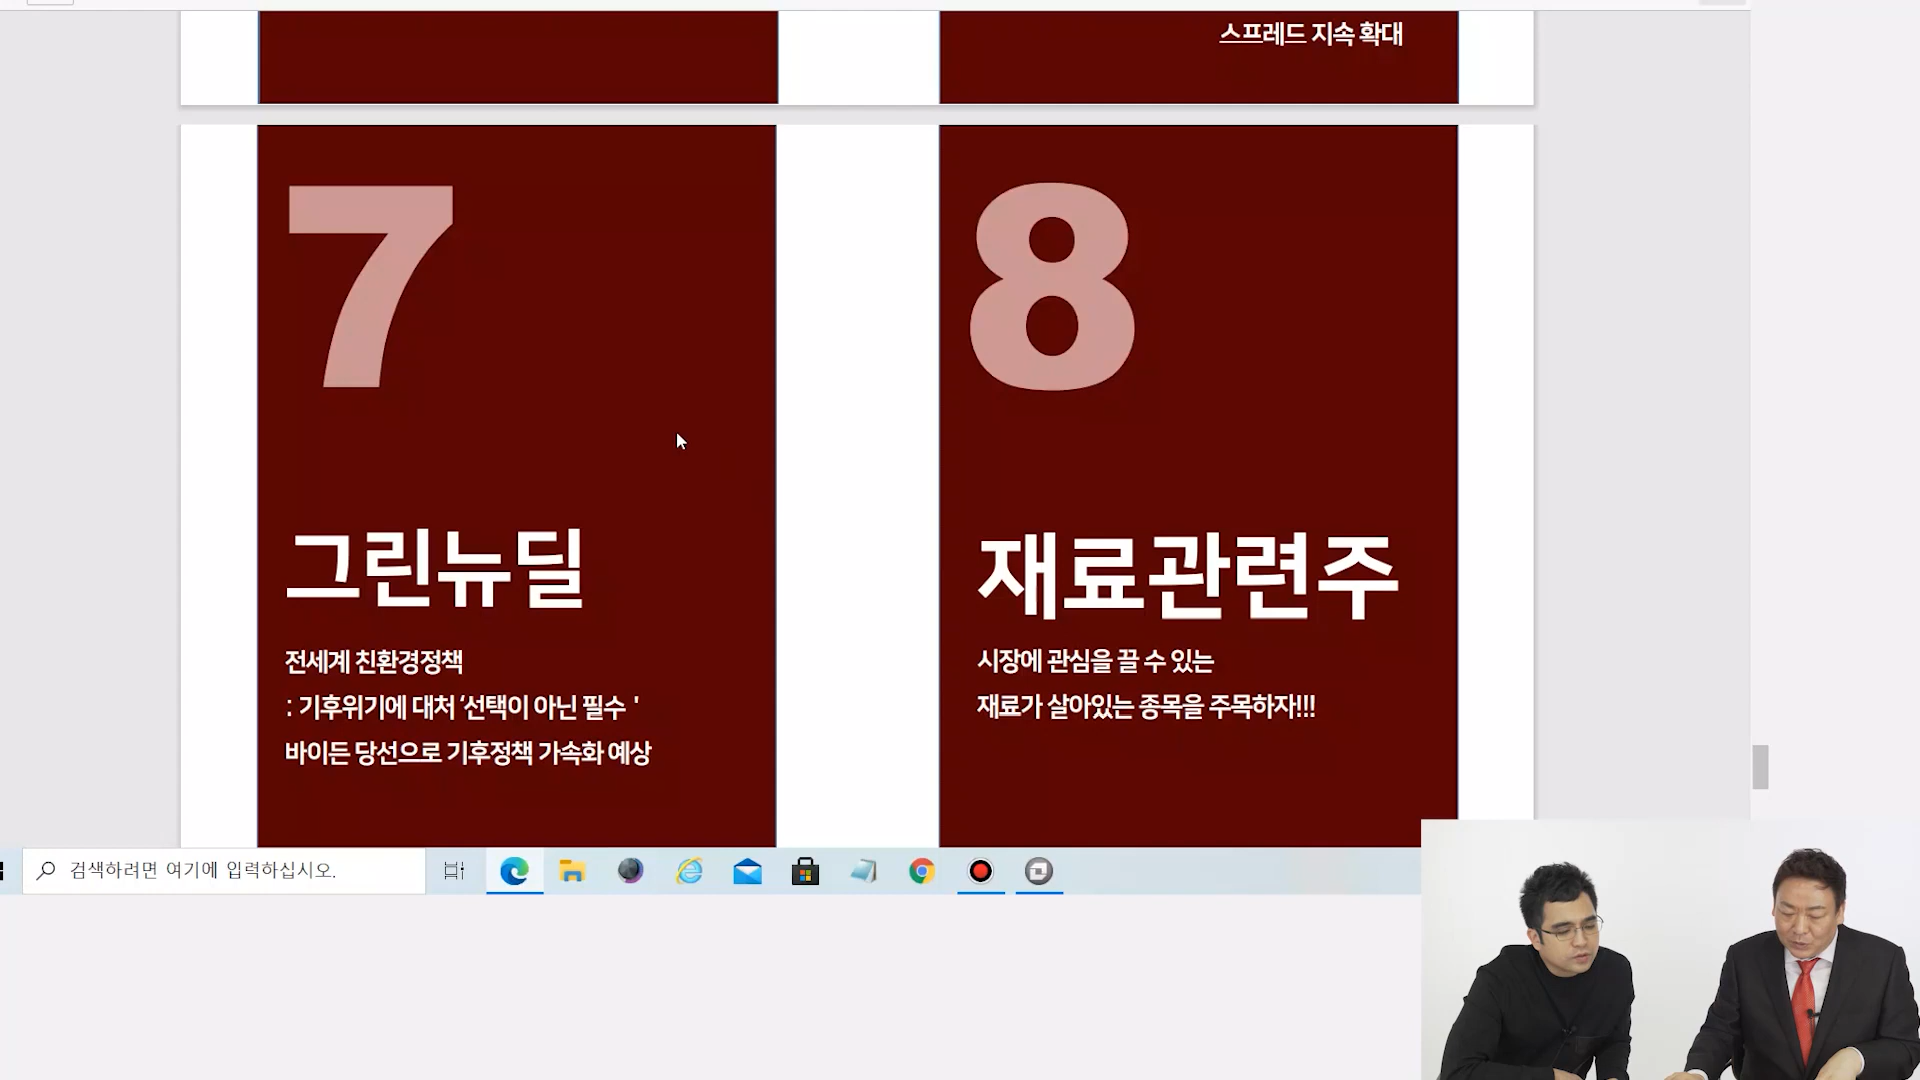 스프레드 지속 확대
7
그린뉴딜
전세계 친환경정책
: 기후위기에 대처 ‘선택이 아닌 필수 '
바이든 당선으로 기후정책 가속화 예상
8
재료관련주
시장에 관심을 끌 수 있는
재료가 살아있는 종목을 주목하자!!!
검색하려면 여기에 입력하십시오.